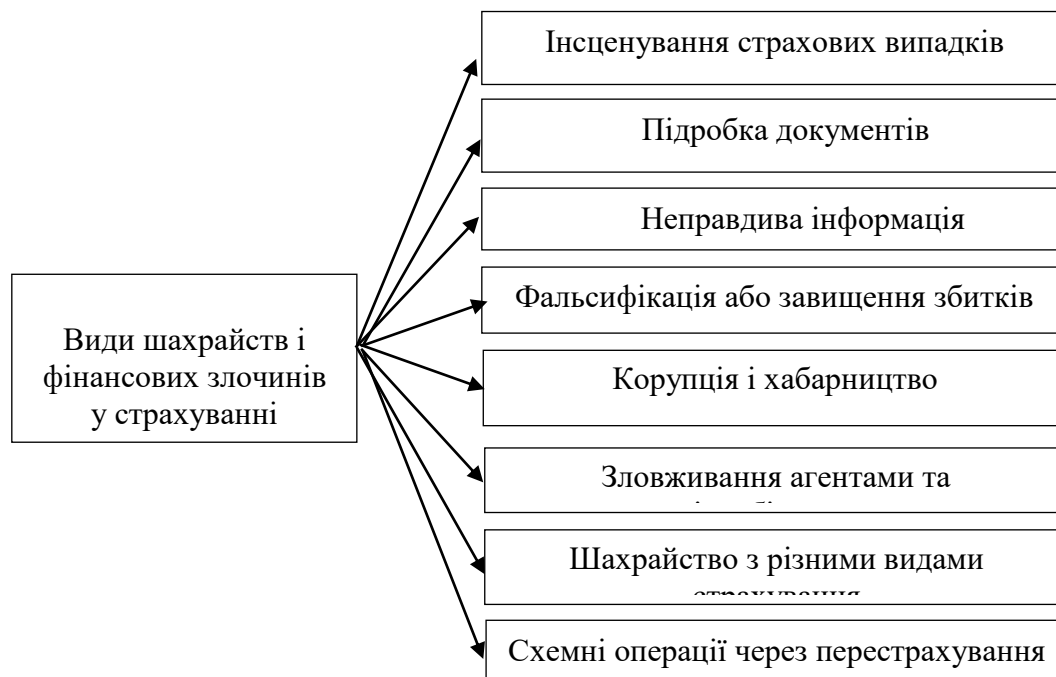 Інсценування страхових випадків
Підробка документів
Неправдива інформація
Фальсифікація або завищення збитків
Види шахрайств і
фінансових злочинів
у страхуванні
Корупція і хабарництво
Зловживання агентами та
Шахрайство з різними видами
страхування
Схемні операції через перестрахування